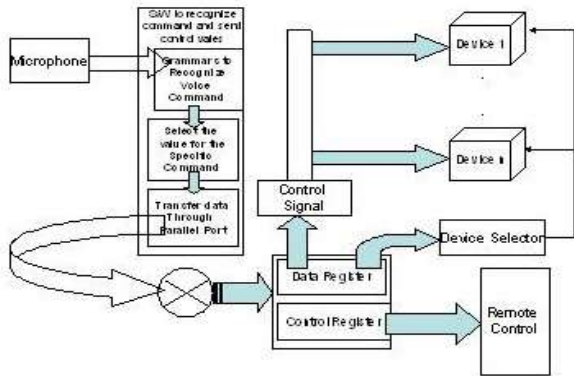 S/W to recognize
command and send
control vales
Microphone
Grammars to
Recognize
Voice
Command
Select the
value for the
Specific
Command
Transfer data
Through
Parallel Port
Device 1
.
.
Device n
Control
Signal
Device Selector
Data Register
Control Register
Remote
Control